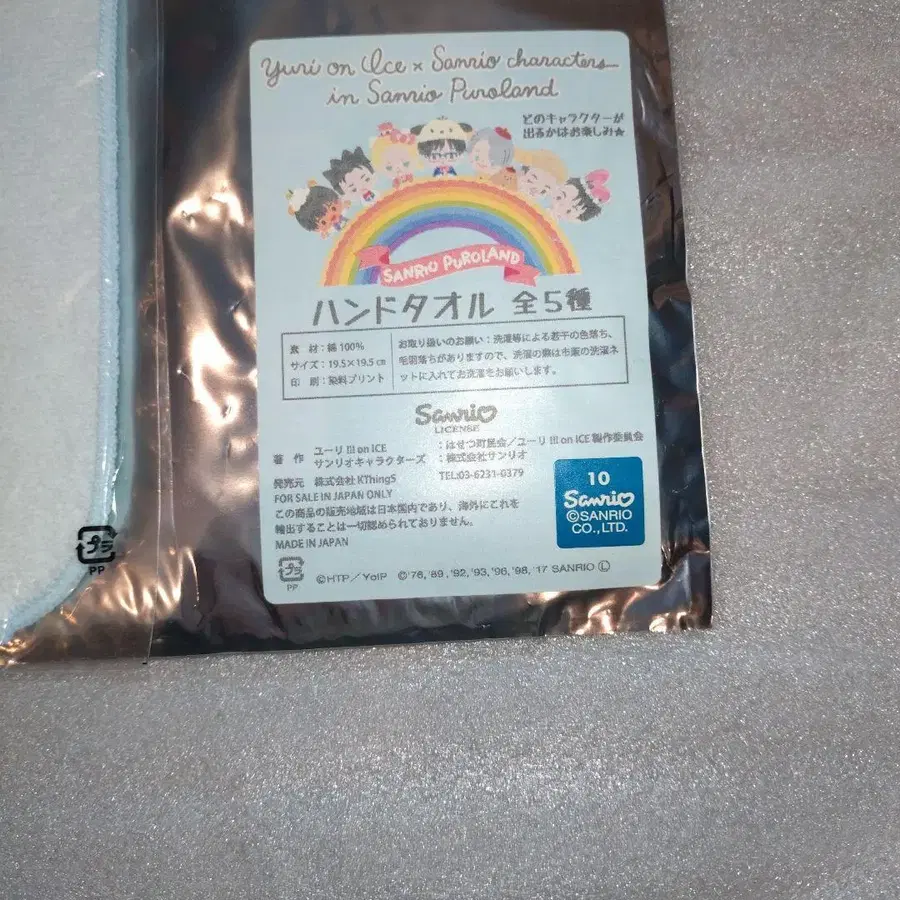 Yuri on Ice × Sanrio characters
in Sanrio Puroland
どのキャラクターが
出るかはお楽しみ★
SANRIO PUROLAND
ハンドタオル 全5種
素 材：綿100%
サイズ：19.5×19.5㎝
印 刷：染料プリント
お取り扱いのお願い：洗濯等による若干の色落ち、
毛羽落ちがありますので、洗濯の際は市販の洗濯ネ
ットに入れてお洗濯をお願いします。
Sanrio
LICENSE
著 作 ユーリ!!! on ICE ：はせつ町民会／ユーリ!!! on ICE 製作委員会
サンリオキャラクターズ ：株式会社サンリオ
発売元 株式会社 KThingS TEL:03-6231-0379
FOR SALE IN JAPAN ONLY
この商品の販売地域は日本国内であり、海外にこれを
輸出することは一切認められておりません。
MADE IN JAPAN
10
Sanrio
©SANRIO
CO.,LTD.
プラ
PP
©HTP／YoIP ©'76, '89, '92, '93, '96, '98, '17 SANRIO Ⓛ
プラ
PP